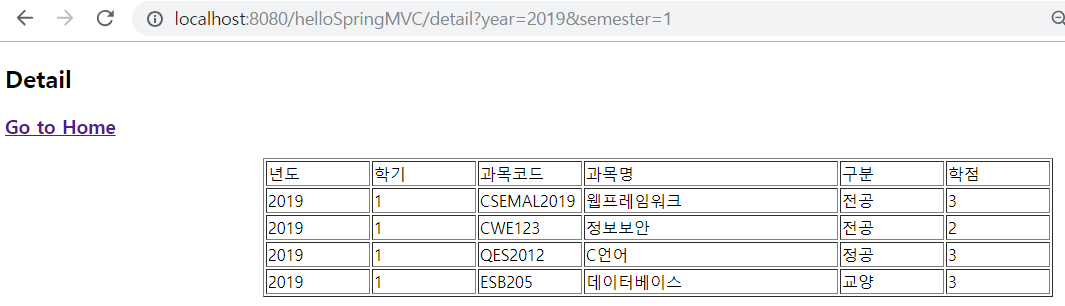 localhost:8080/helloSpringMVC/detail?year=2019&semester=1
Detail
Go to Home
년도 학기 과목코드 과목명 구분 학점
2019 1 CSEMAL2019 웹프레임워크 전공 3
2019 1 CWE123 정보보안 전공 2
2019 1 QES2012 C언어 정공 3
2019 1 ESB205 데이터베이스 교양 3